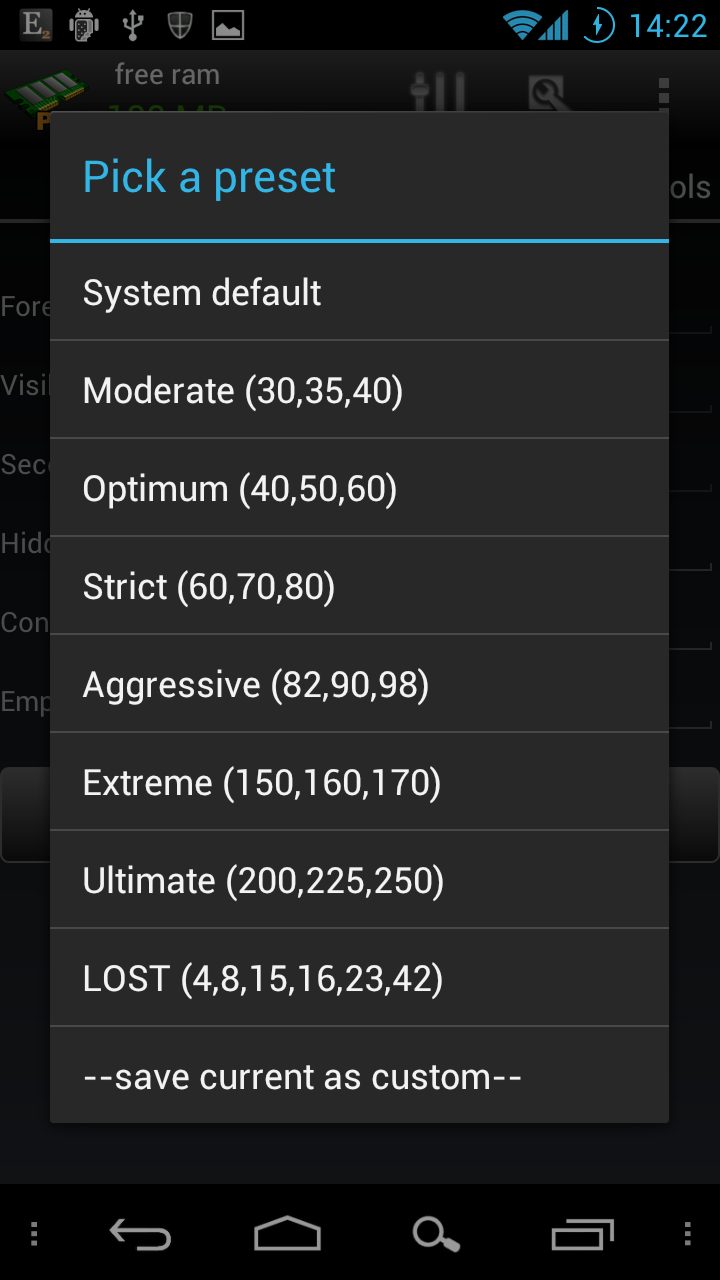 E2
14:22
free ram
P
Pick a preset
ols
System default
Fore
Moderate (30,35,40)
Visi
Optimum (40,50,60)
Sec
Strict (60,70,80)
Hidd
Con
Aggressive (82,90,98)
Emp
Extreme (150,160,170)
Ultimate (200,225,250)
LOST (4,8,15,16,23,42)
--save current as custom--